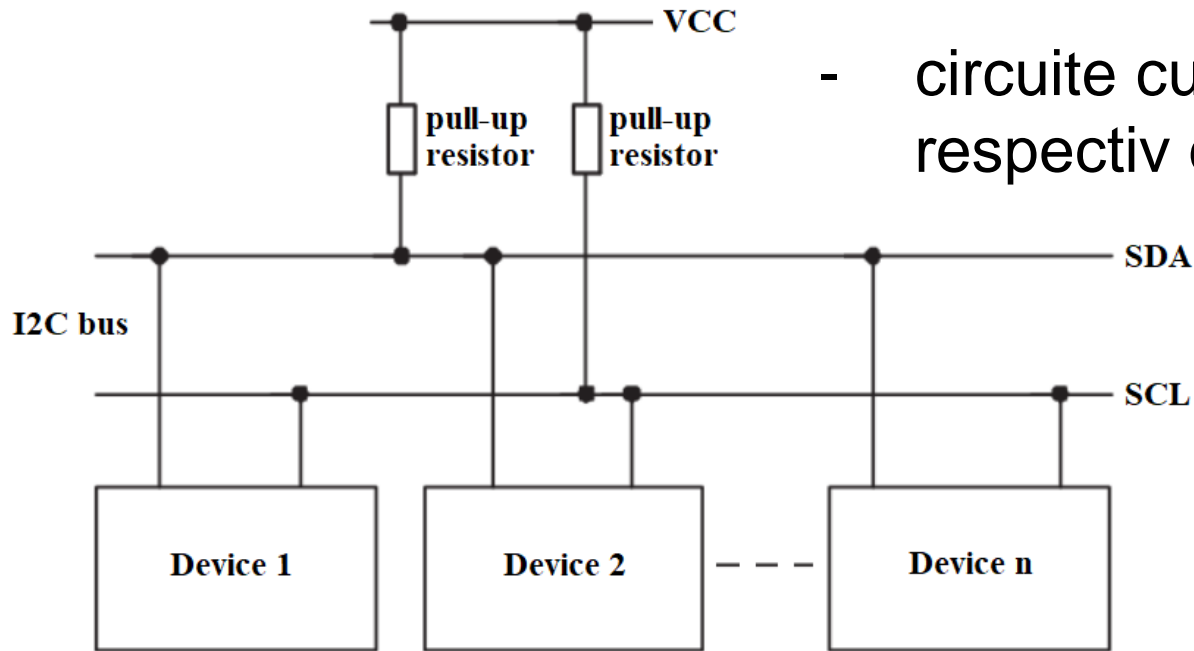 VCC
- circuite cu
respectiv
pull-up
resistor
pull-up
resistor
SDA
I2C bus
SCL
Device 1
Device 2
Device n